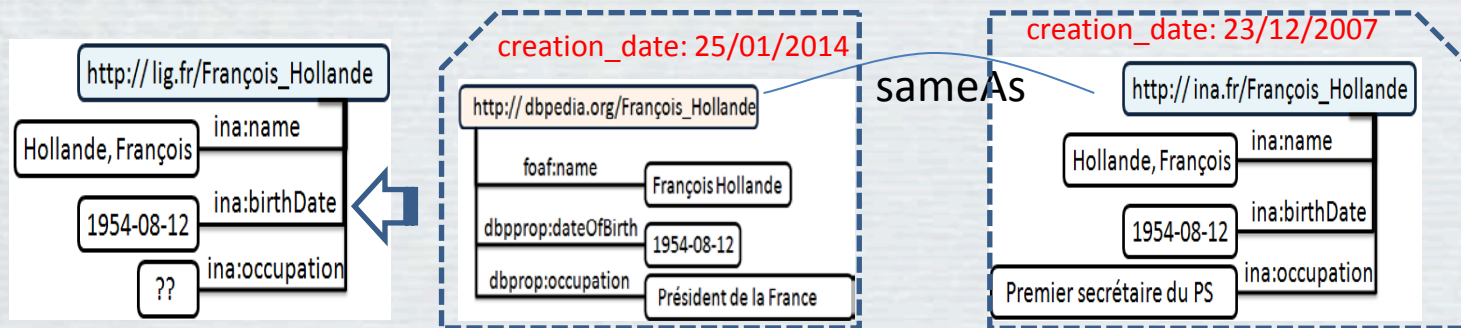 http:// lig.fr/François_Hollande
ina:name
Hollande, François
ina:birthDate
1954-08-12
ina:occupation
??
creation_date: 25/01/2014
http:// dbpedia.org/François_Hollande
foaf:name
François Hollande
dbpprop:dateOfBirth
1954-08-12
dbprop:occupation
Président de la France
sameAs
creation_date: 23/12/2007
http:// ina.fr/François_Hollande
ina:name
Hollande, François
ina:birthDate
1954-08-12
ina:occupation
Premier secrétaire du PS